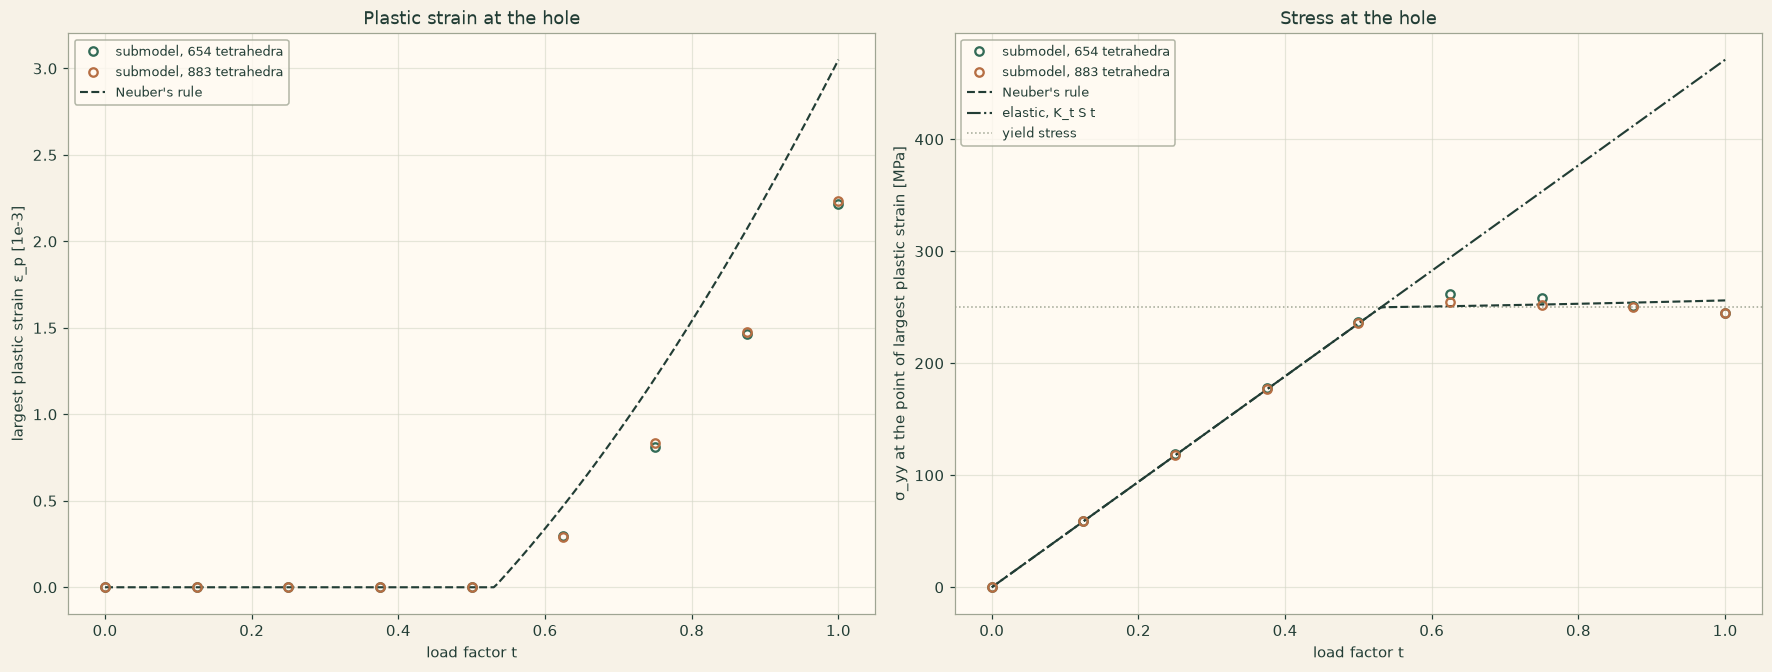 Plastic strain at the hole
submodel, 654 tetrahedra
submodel, 883 tetrahedra
Neuber's rule
largest plastic strain ε_p [1e-3]
3.0
2.5
2.0
1.5
1.0
0.5
0.0
0.0 0.2 0.4 0.6 0.8 1.0
load factor t
Stress at the hole
submodel, 654 tetrahedra
submodel, 883 tetrahedra
Neuber's rule
elastic, K_t S t
yield stress
σ_yy at the point of largest plastic strain [MPa]
400
300
200
100
0
0.0 0.2 0.4 0.6 0.8 1.0
load factor t